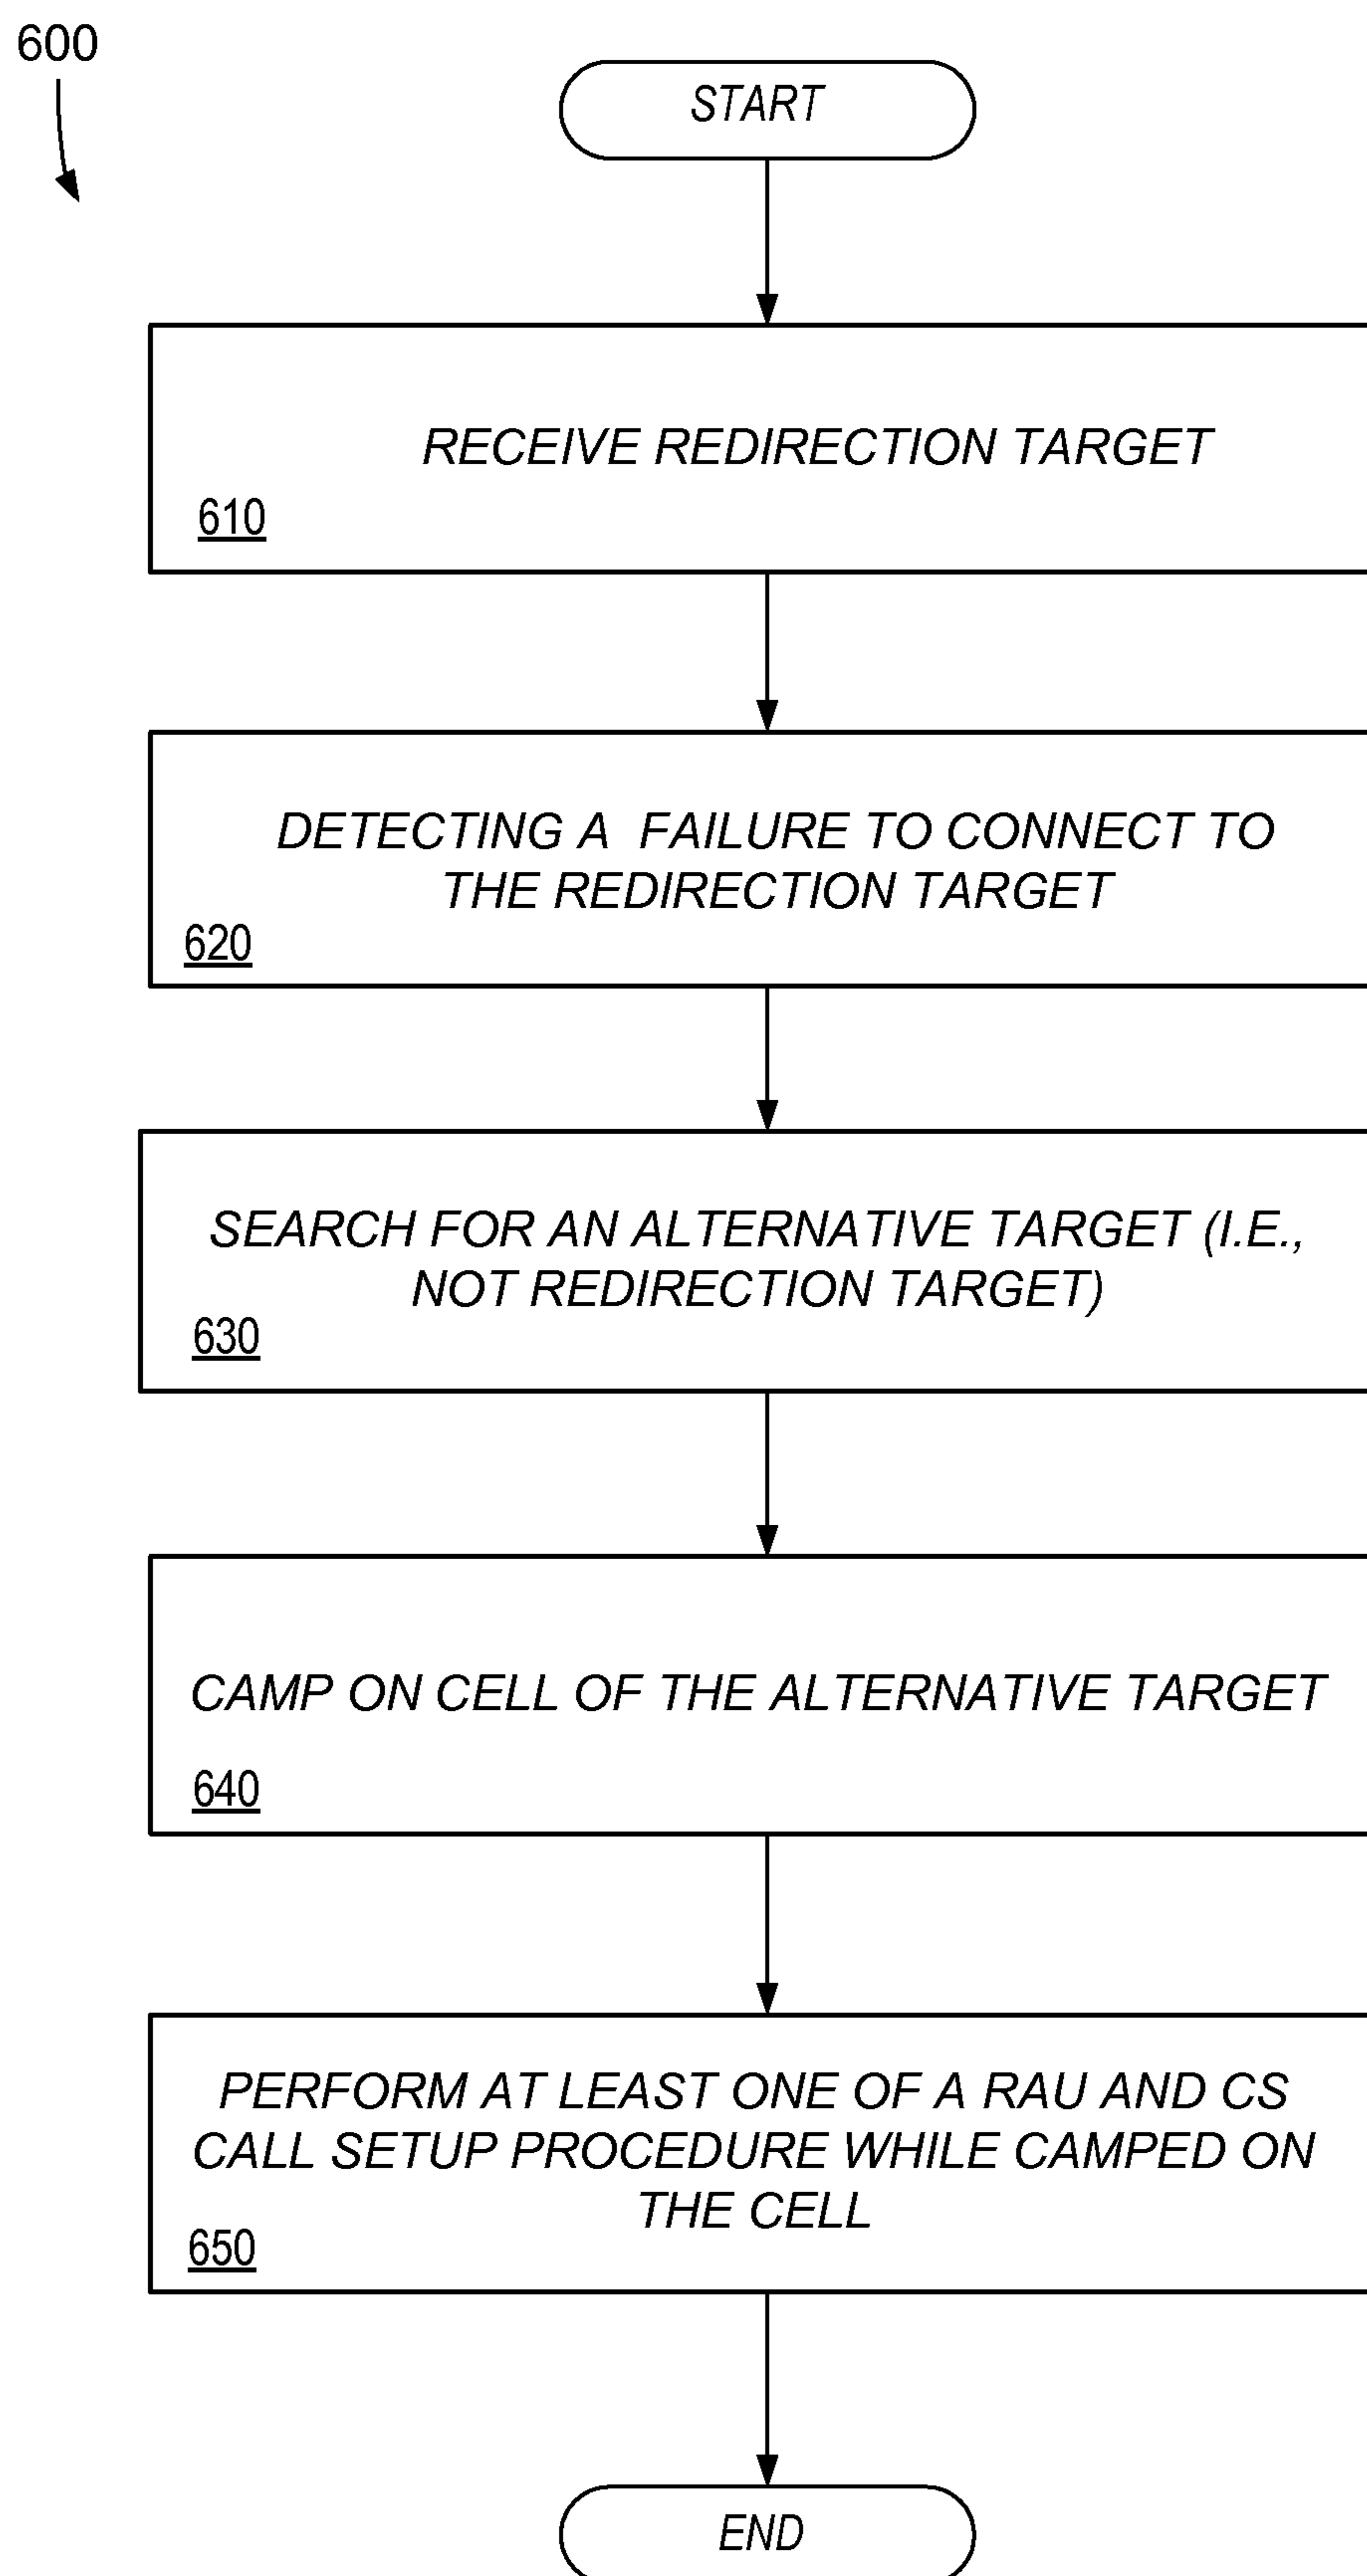 600
START
RECEIVE REDIRECTION TARGET
610
DETECTING A FAILURE TO CONNECT TO
THE REDIRECTION TARGET
620
SEARCH FOR AN ALTERNATIVE TARGET (I.E.,
NOT REDIRECTION TARGET)
630
CAMP ON CELL OF THE ALTERNATIVE TARGET
640
PERFORM AT LEAST ONE OF A RAU AND CS
CALL SETUP PROCEDURE WHILE CAMPED ON
THE CELL
650
END